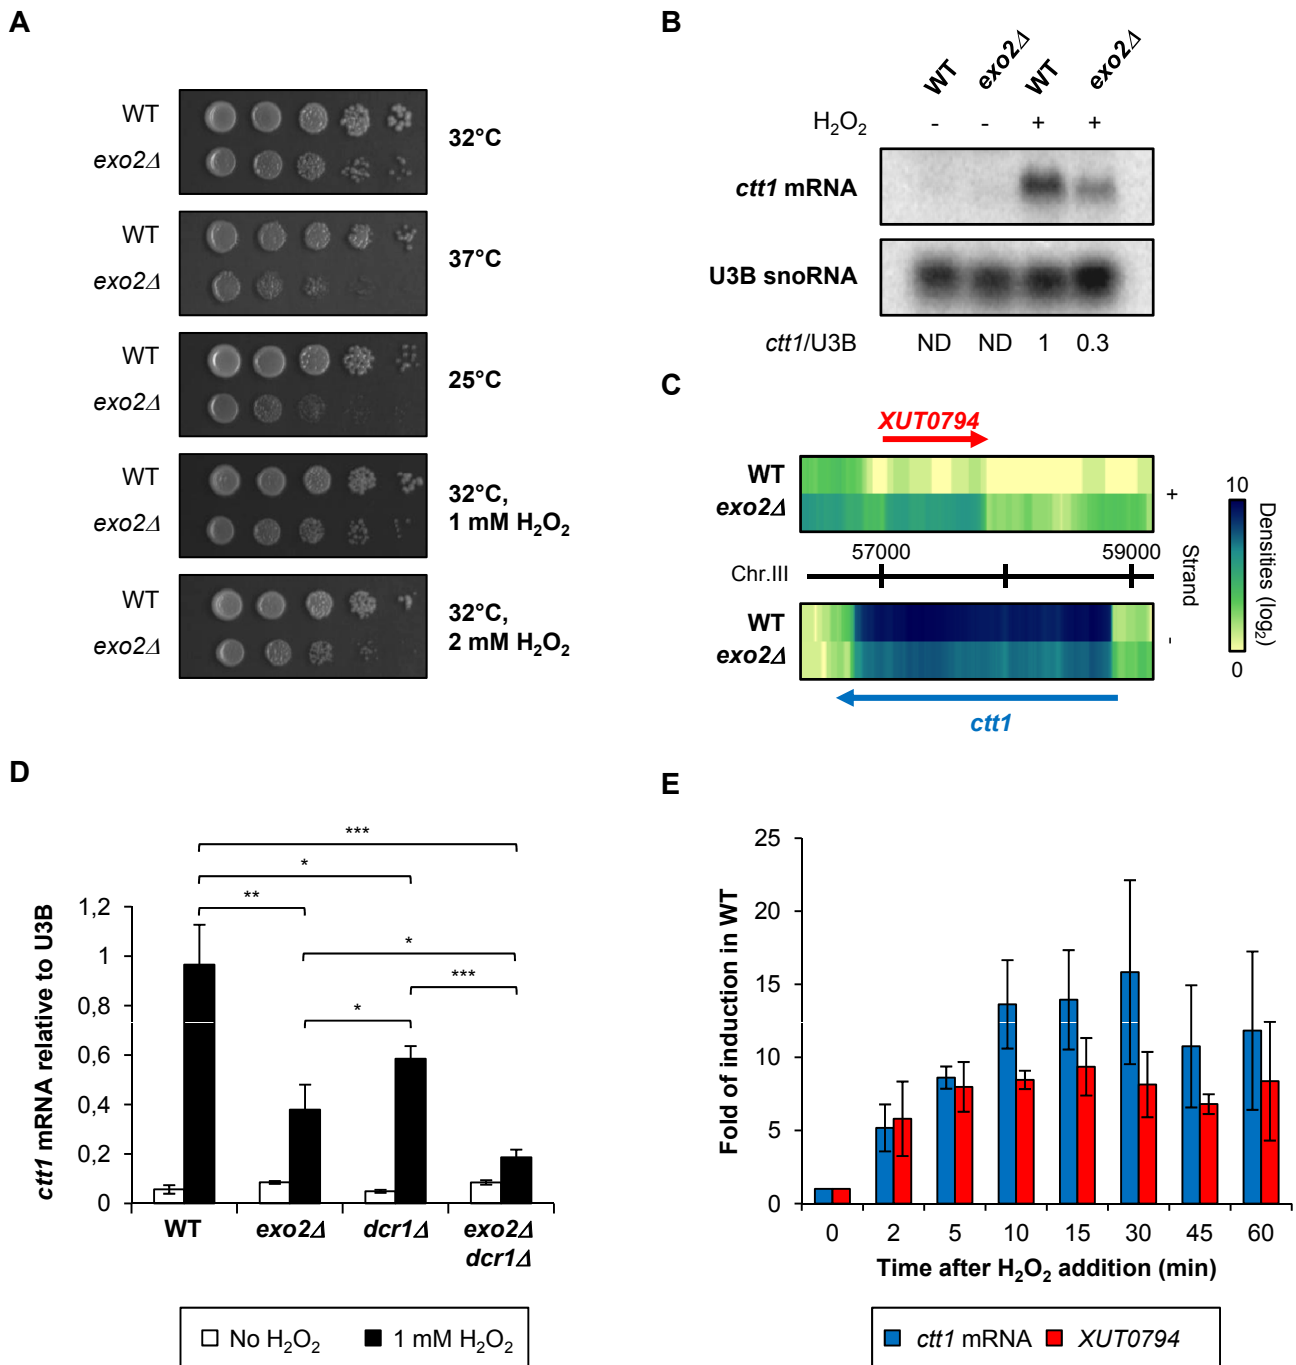 A
WT
exo2Δ
32°C
WT
exo2Δ
37°C
WT
exo2Δ
25°C
WT
exo2Δ
32°C,
1 mM H₂O₂
WT
exo2Δ
32°C,
2 mM H₂O₂
B
WT exo2Δ WT exo2Δ
H₂O₂ - - + +
ctt1 mRNA
U3B snoRNA
ctt1/U3B ND ND 1 0.3
C
XUT0794
WT
exo2Δ
+
57000 59000
Chr.III
Strand
WT
exo2Δ
-
ctt1
10
0
Densities (log₂)
D
ctt1 mRNA relative to U3B
1,2
1
0,8
0,6
0,4
0,2
0
***
*
**
*
***
*
WT exo2Δ dcr1Δ exo2Δ
dcr1Δ
No H₂O₂ 1 mM H₂O₂
E
Fold of induction in WT
25
20
15
10
5
0
0 2 5 10 15 30 45 60
Time after H₂O₂ addition (min)
ctt1 mRNA XUT0794